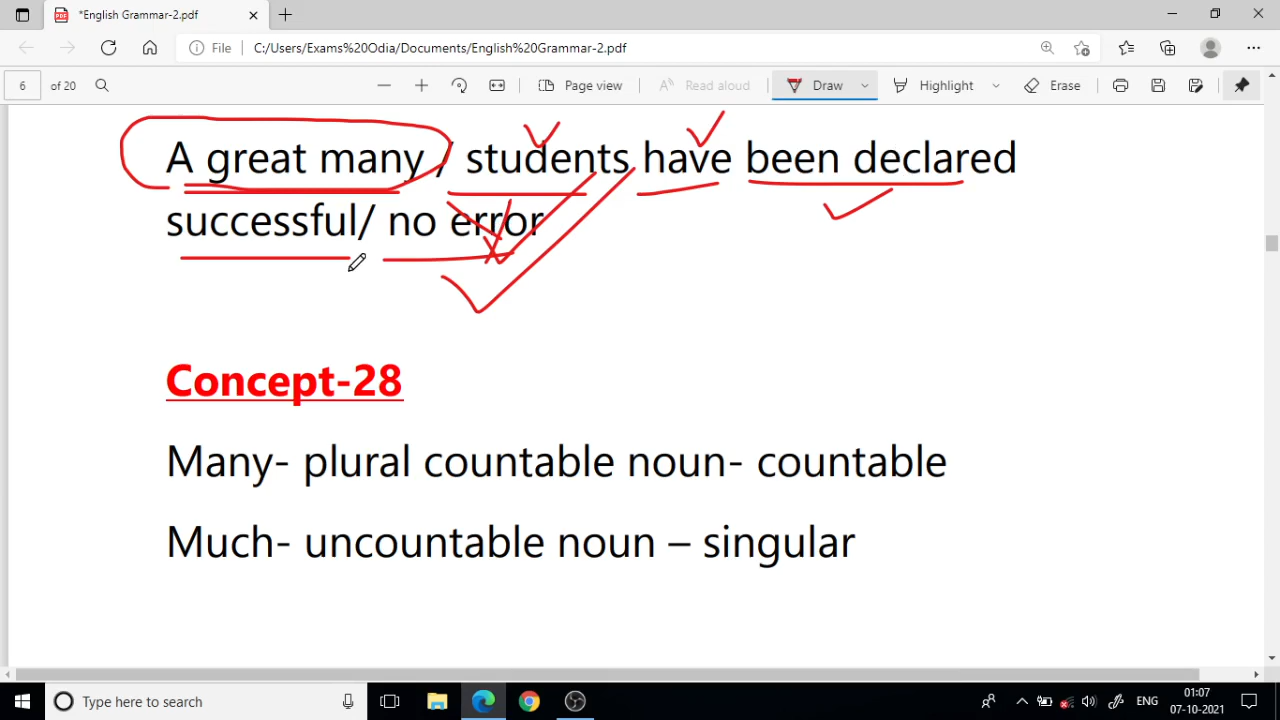 *English Grammar-2.pdf
File C:/Users/Exams%20Odia/Documents/English%20Grammar-2.pdf
6 of 20 Page view Read aloud Draw Highlight Erase
A great many / students have been declared
successful/ no error
Concept-28
Many- plural countable noun- countable
Much- uncountable noun – singular
Type here to search ENG 01:07
07-10-2021